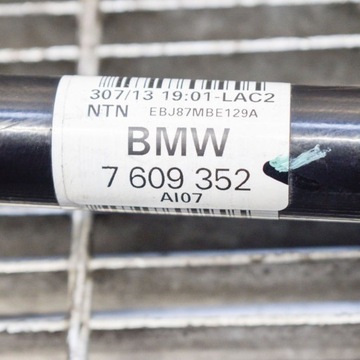 307/13 19:01-LAC2
NTN EBJ87MBE129A
BMW
7 609 352
AI07